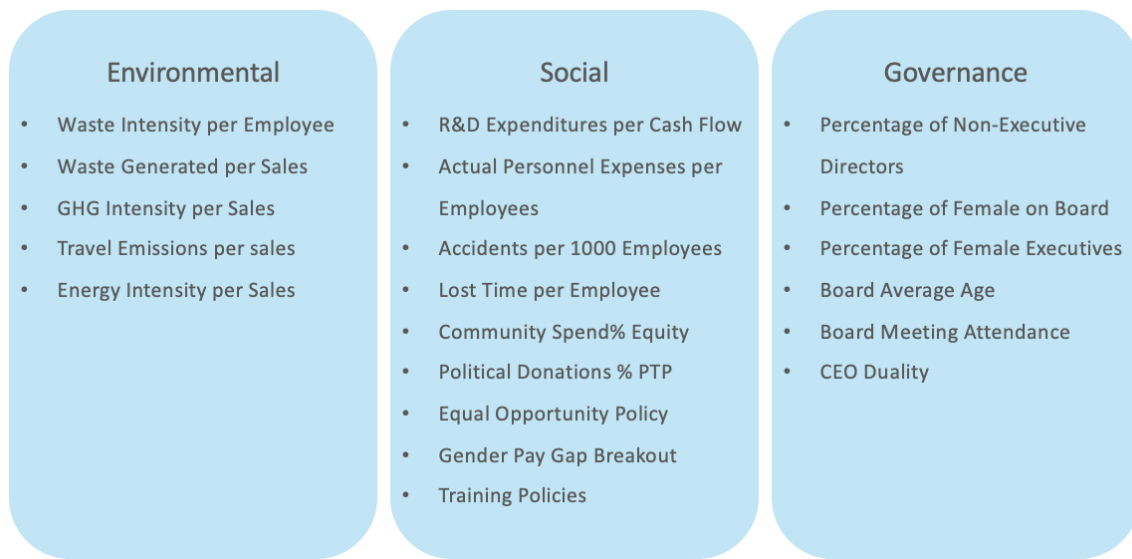 Environmental
• Waste Intensity per Employee
• Waste Generated per Sales
• GHG Intensity per Sales
• Travel Emissions per sales
• Energy Intensity per Sales
Social
• R&D Expenditures per Cash Flow
• Actual Personnel Expenses per
Employees
• Accidents per 1000 Employees
• Lost Time per Employee
• Community Spend% Equity
• Political Donations % PTP
• Equal Opportunity Policy
• Gender Pay Gap Breakout
• Training Policies
Governance
• Percentage of Non-Executive
Directors
• Percentage of Female on Board
• Percentage of Female Executives
• Board Average Age
• Board Meeting Attendance
• CEO Duality